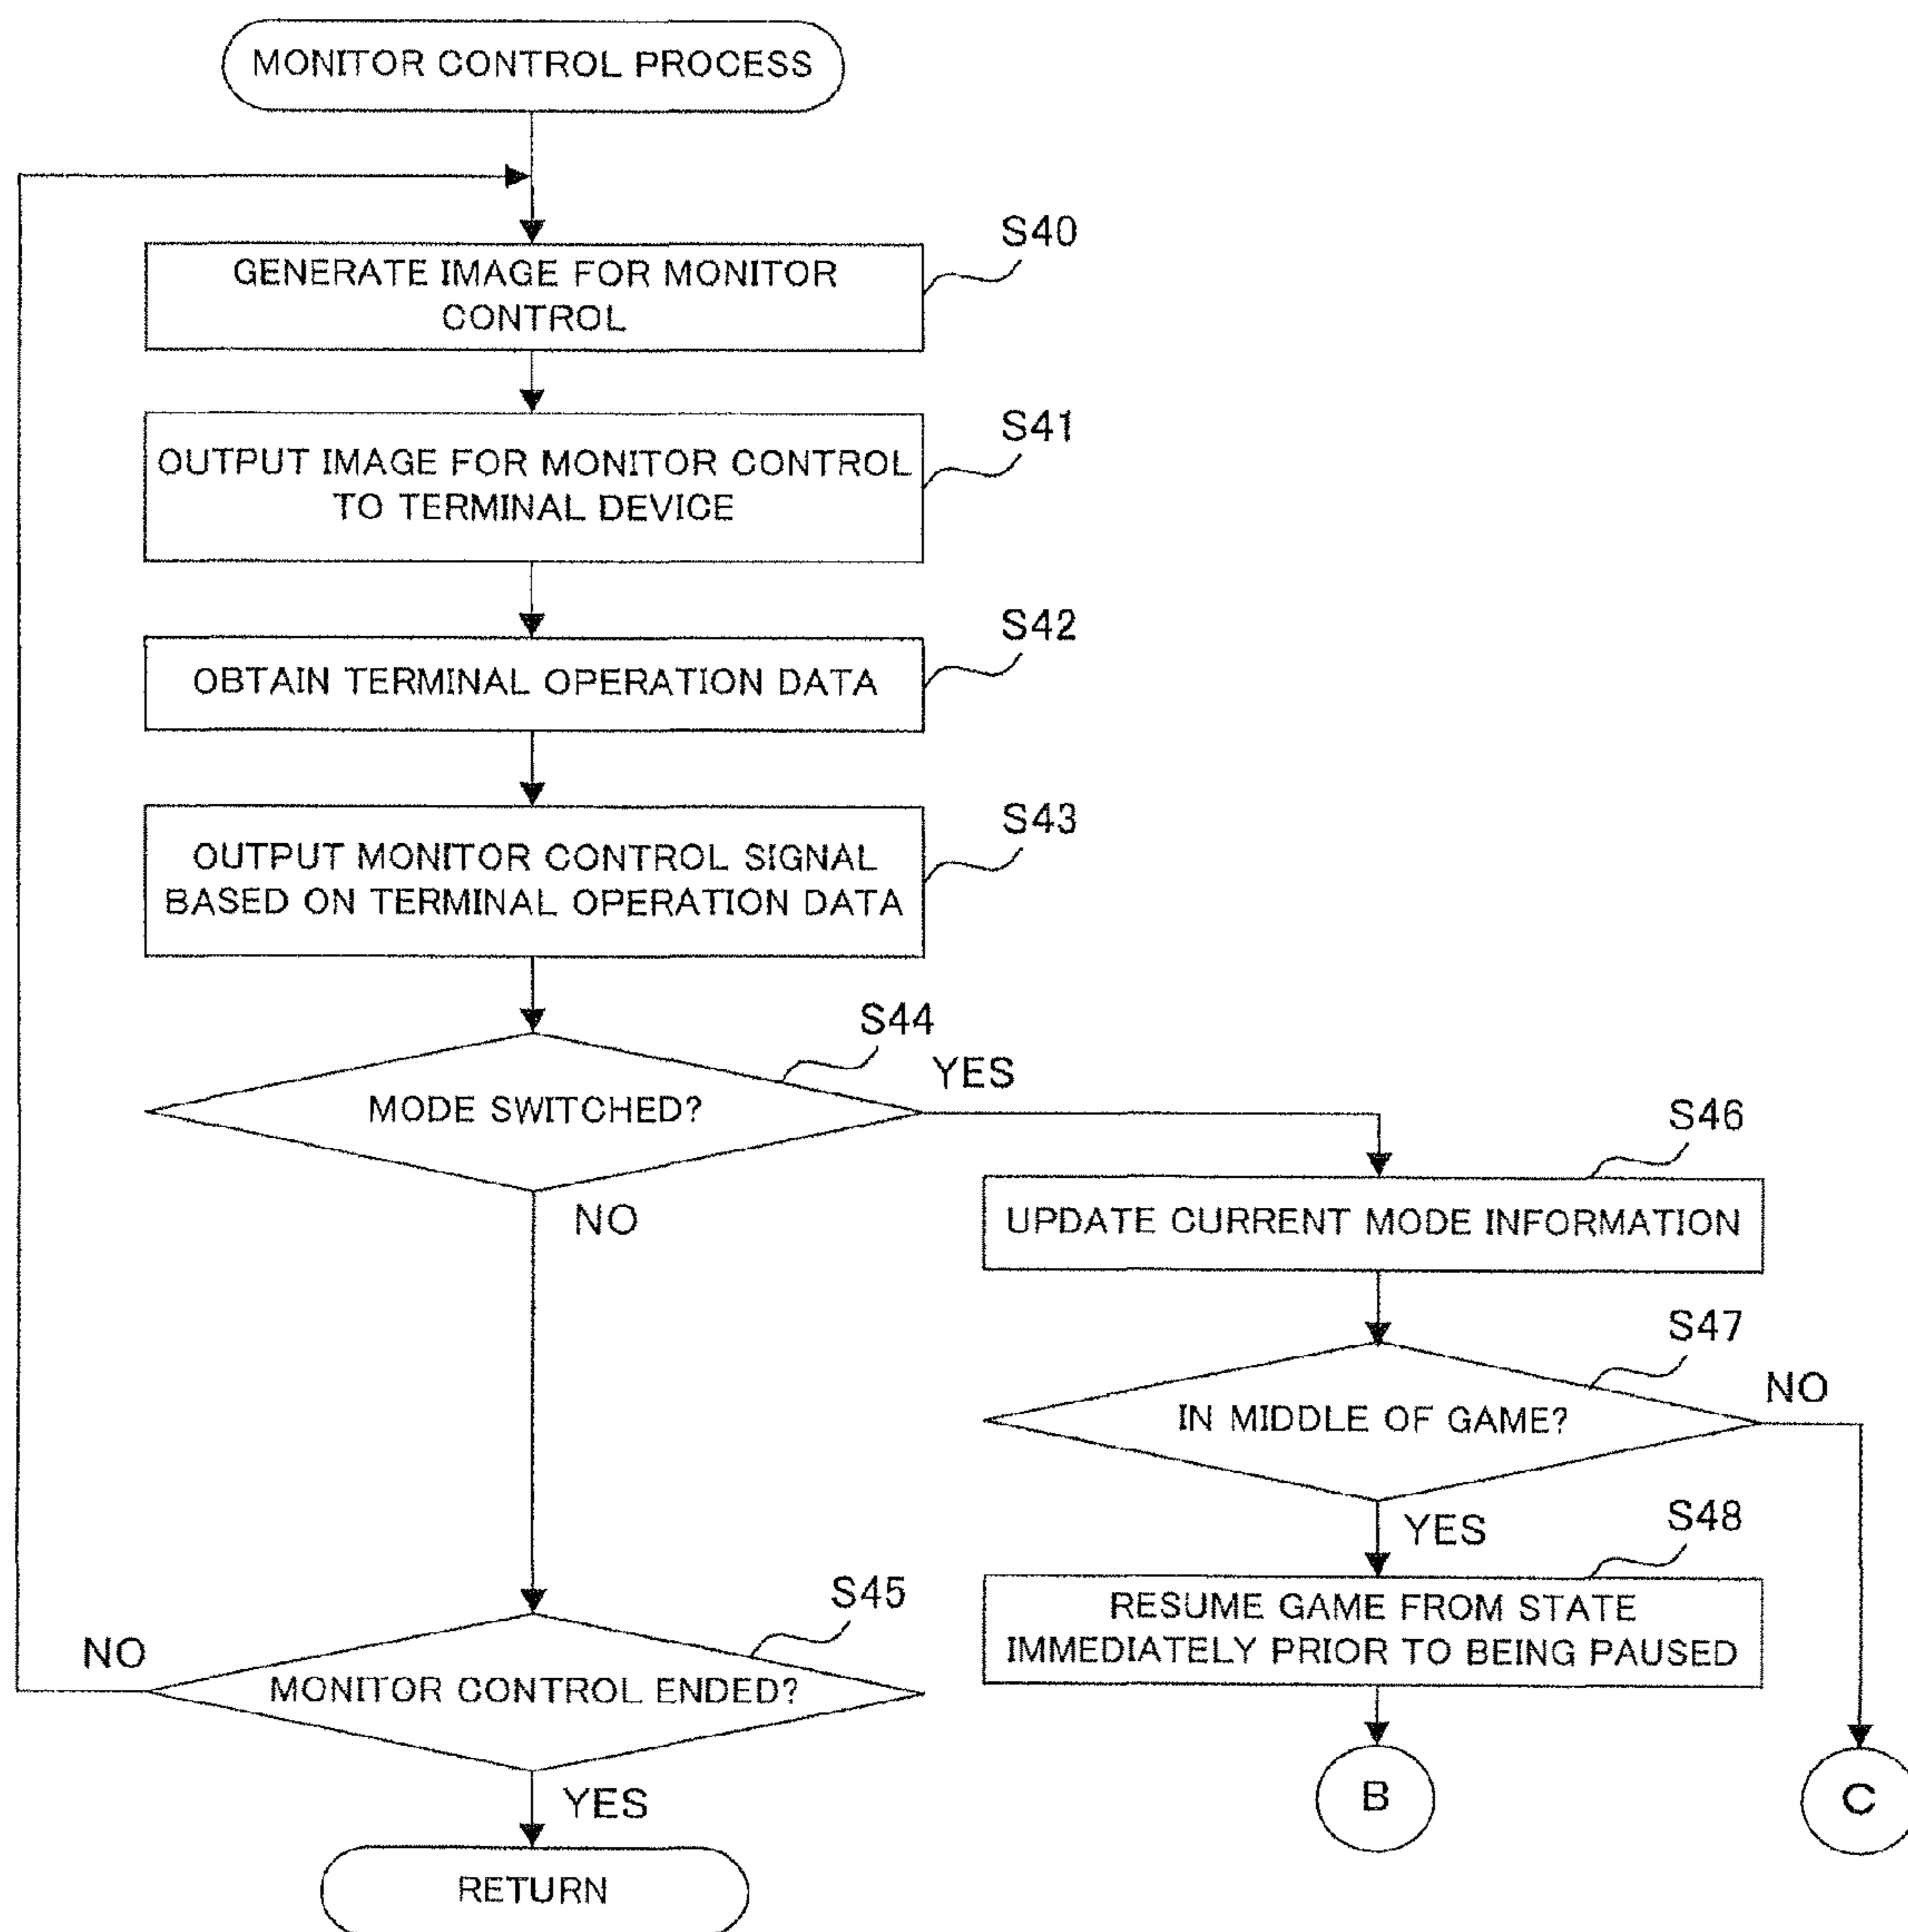 MONITOR CONTROL PROCESS
S40
GENERATE IMAGE FOR MONITOR
CONTROL
S41
OUTPUT IMAGE FOR MONITOR CONTROL
TO TERMINAL DEVICE
S42
OBTAIN TERMINAL OPERATION DATA
S43
OUTPUT MONITOR CONTROL SIGNAL
BASED ON TERMINAL OPERATION DATA
S44
YES
MODE SWITCHED?
NO
S46
UPDATE CURRENT MODE INFORMATION
S47
NO
IN MIDDLE OF GAME?
YES
S48
RESUME GAME FROM STATE
IMMEDIATELY PRIOR TO BEING PAUSED
S45
NO
MONITOR CONTROL ENDED?
YES
B
C
RETURN